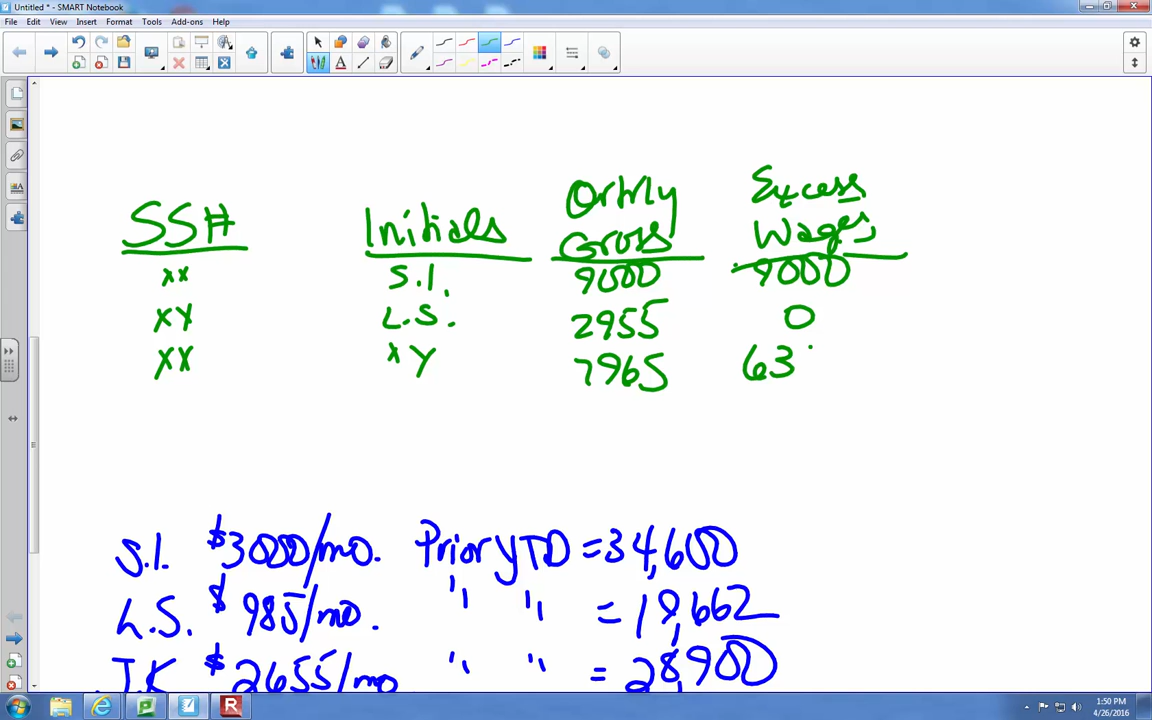 Untitled * - SMART Notebook
File Edit View Insert Format Tools Add-ons Help
SS# Initials Qrtrly Gross Excess Wages
xx S.I. 9000 9000
xy L.S. 2955 0
xx xy 7965 63
S.I. $3000/mo. Prior YTD = 34,600
L.S. $985/mo. " " = 19,662
J.K $2655/mo " " = 28,900
1:50 PM
4/26/2016